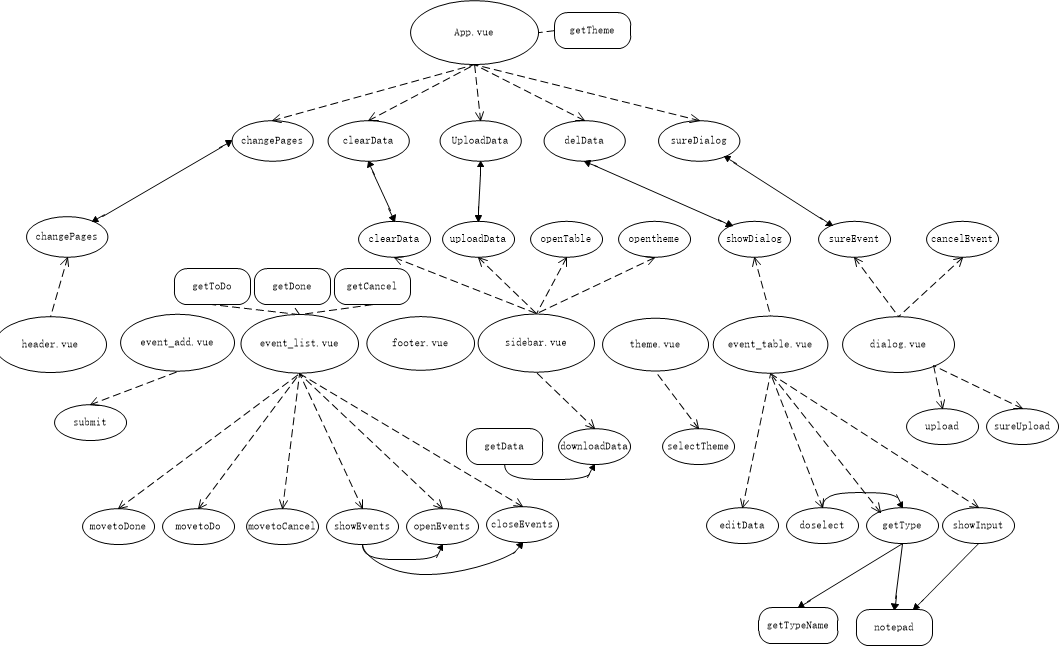 App.vue
getTheme
changePages
clearData
UploadData
delData
sureDialog
changePages
clearData
uploadData
openTable
opentheme
showDialog
sureEvent
cancelEvent
getToDo
getDone
getCancel
header.vue
event_add.vue
event_list.vue
footer.vue
sidebar.vue
theme.vue
event_table.vue
dialog.vue
submit
getData
downloadData
selectTheme
upload
sureUpload
movetoDone
movetoDo
movetoCancel
showEvents
openEvents
closeEvents
editData
doselect
getType
showInput
getTypeName
notepad